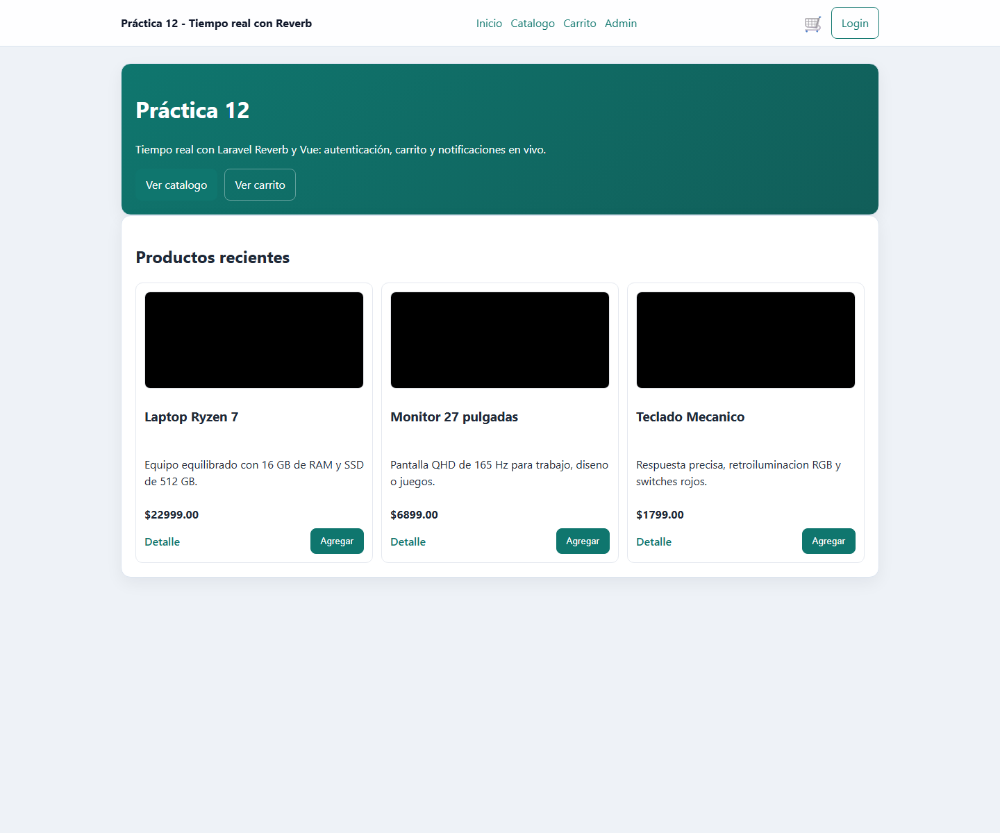 Práctica 12 - Tiempo real con Reverb
Inicio Catalogo Carrito Admin
Login
Práctica 12
Tiempo real con Laravel Reverb y Vue: autenticación, carrito y notificaciones en vivo.
Ver catalogo
Ver carrito
Productos recientes
Laptop Ryzen 7
Equipo equilibrado con 16 GB de RAM y SSD
de 512 GB.
$22999.00
Detalle
Agregar
Monitor 27 pulgadas
Pantalla QHD de 165 Hz para trabajo, diseno
o juegos.
$6899.00
Detalle
Agregar
Teclado Mecanico
Respuesta precisa, retroiluminacion RGB y
switches rojos.
$1799.00
Detalle
Agregar